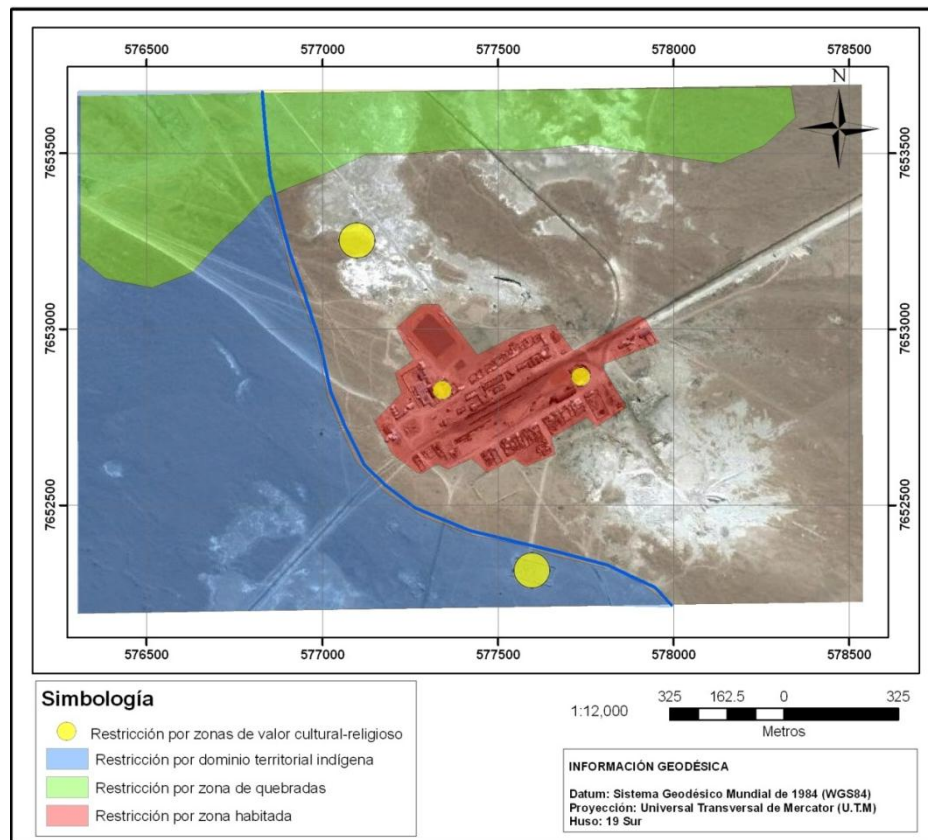 576500 577000 577500 578000 578500
N
7653500 7653500
7653000 7653000
7652500 7652500
576500 577000 577500 578000 578500
Simbología
Restricción por zonas de valor cultural-religioso
Restricción por dominio territorial indígena
Restricción por zona de quebradas
Restricción por zona habitada
1:12,000
325 162.5 0 325
Metros
INFORMACIÓN GEODÉSICA
Datum: Sistema Geodésico Mundial de 1984 (WGS84)
Proyección: Universal Transversal de Mercator (U.T.M)
Huso: 19 Sur